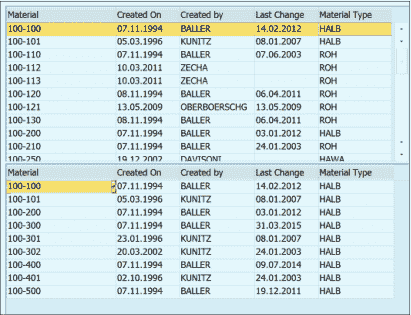 Material Created On Created by Last Change Material Type
100-100 07.11.1994 BALLER 14.02.2012 HALB
100-101 05.03.1996 KUNITZ 08.01.2007 HALB
100-110 07.11.1994 BALLER 07.06.2003 ROH
100-112 10.03.2011 ZECHA ROH
100-113 10.03.2011 ZECHA ROH
100-120 08.11.1994 BALLER 06.04.2011 ROH
100-121 13.05.2009 OBERBOERSCHG 13.05.2009 ROH
100-130 08.11.1994 BALLER 06.04.2011 ROH
100-200 07.11.1994 BALLER 03.01.2012 HALB
100-210 07.11.1994 BALLER 24.01.2003 ROH
100-250 19.12.2002 DAVISONI HAWA
Material Created On Created by Last Change Material Type
100-100 07.11.1994 BALLER 14.02.2012 HALB
100-101 05.03.1996 KUNITZ 08.01.2007 HALB
100-200 07.11.1994 BALLER 03.01.2012 HALB
100-300 07.11.1994 BALLER 31.03.2015 HALB
100-301 23.01.1996 KUNITZ 08.01.2007 HALB
100-302 20.03.2002 KUNITZ 24.01.2003 HALB
100-400 07.11.1994 BALLER 09.07.2014 HALB
100-401 02.10.1996 KUNITZ 24.01.2003 HALB
100-500 07.11.1994 BALLER 19.12.2011 HALB